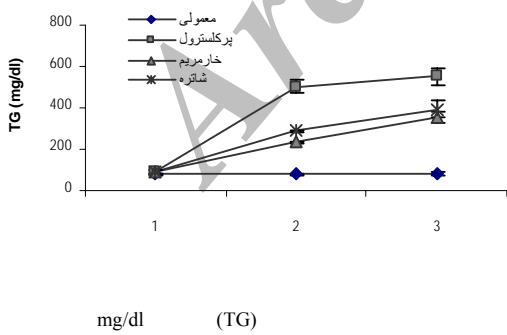 800
600
400
200
0
TG (mg/dl)
معمولی
پرکلسترول
خارمریم
شاتره
1 2 3
mg/dl (TG)